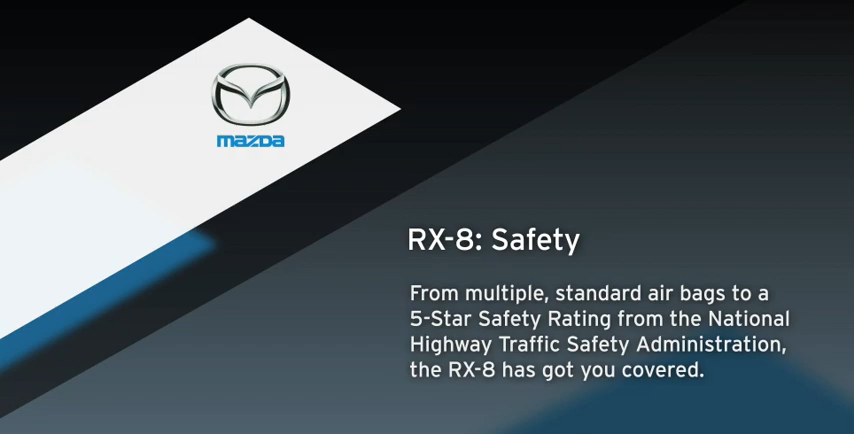 mazda
RX-8: Safety
From multiple, standard air bags to a
5-Star Safety Rating from the National
Highway Traffic Safety Administration,
the RX-8 has got you covered.